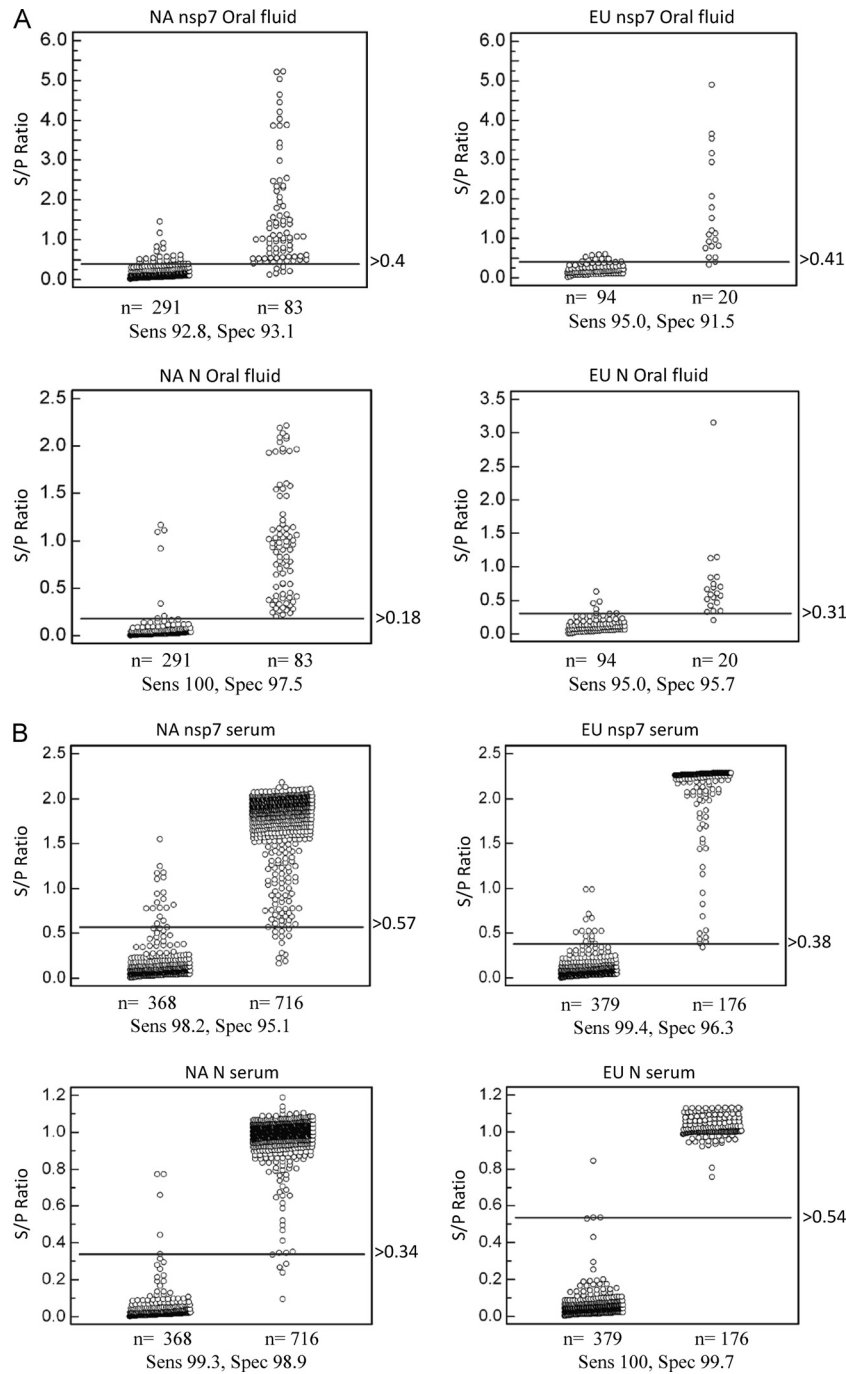 A
NA nsp7 Oral fluid
S/P Ratio
6.0
5.0
4.0
3.0
2.0
1.0
0.0
>0.4
n= 291 n= 83
Sens 92.8, Spec 93.1
EU nsp7 Oral fluid
S/P Ratio
6.0
5.0
4.0
3.0
2.0
1.0
0.0
>0.41
n= 94 n= 20
Sens 95.0, Spec 91.5
NA N Oral fluid
S/P Ratio
2.5
2.0
1.5
1.0
0.5
0.0
>0.18
n= 291 n= 83
Sens 100, Spec 97.5
EU N Oral fluid
S/P Ratio
3.5
3.0
2.5
2.0
1.5
1.0
0.5
0.0
>0.31
n= 94 n= 20
Sens 95.0, Spec 95.7
B
NA nsp7 serum
S/P Ratio
2.5
2.0
1.5
1.0
0.5
0.0
>0.57
n= 368 n= 716
Sens 98.2, Spec 95.1
EU nsp7 serum
S/P Ratio
2.5
2.0
1.5
1.0
0.5
0.0
>0.38
n= 379 n= 176
Sens 99.4, Spec 96.3
NA N serum
S/P Ratio
1.2
1.0
0.8
0.6
0.4
0.2
0.0
>0.34
n= 368 n= 716
Sens 99.3, Spec 98.9
EU N serum
S/P Ratio
1.2
1.0
0.8
0.6
0.4
0.2
0.0
>0.54
n= 379 n= 176
Sens 100, Spec 99.7